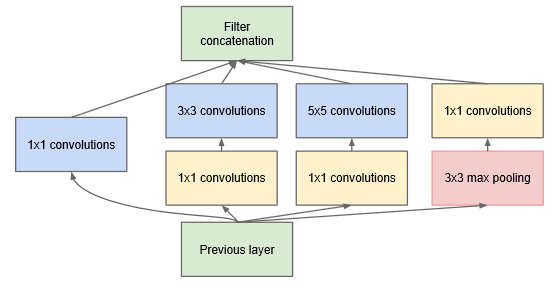 Filter
concatenation
3x3 convolutions
5x5 convolutions
1x1 convolutions
1x1 convolutions
1x1 convolutions
1x1 convolutions
3x3 max pooling
Previous layer